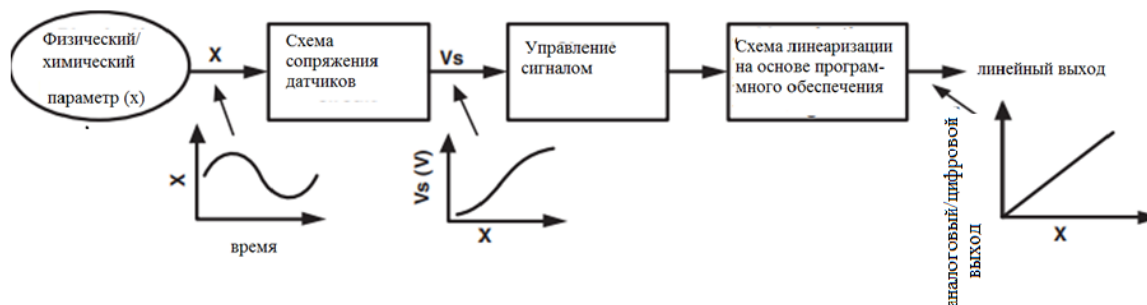 Физический/
химический
параметр (x)
X
Схема
сопряжения
датчиков
Vs
Управление
сигналом
Схема линеаризации
на основе програм-
много обеспечения
линейный выход
X
время
Vs (V)
X
аналоговый/цифровой
выход
X